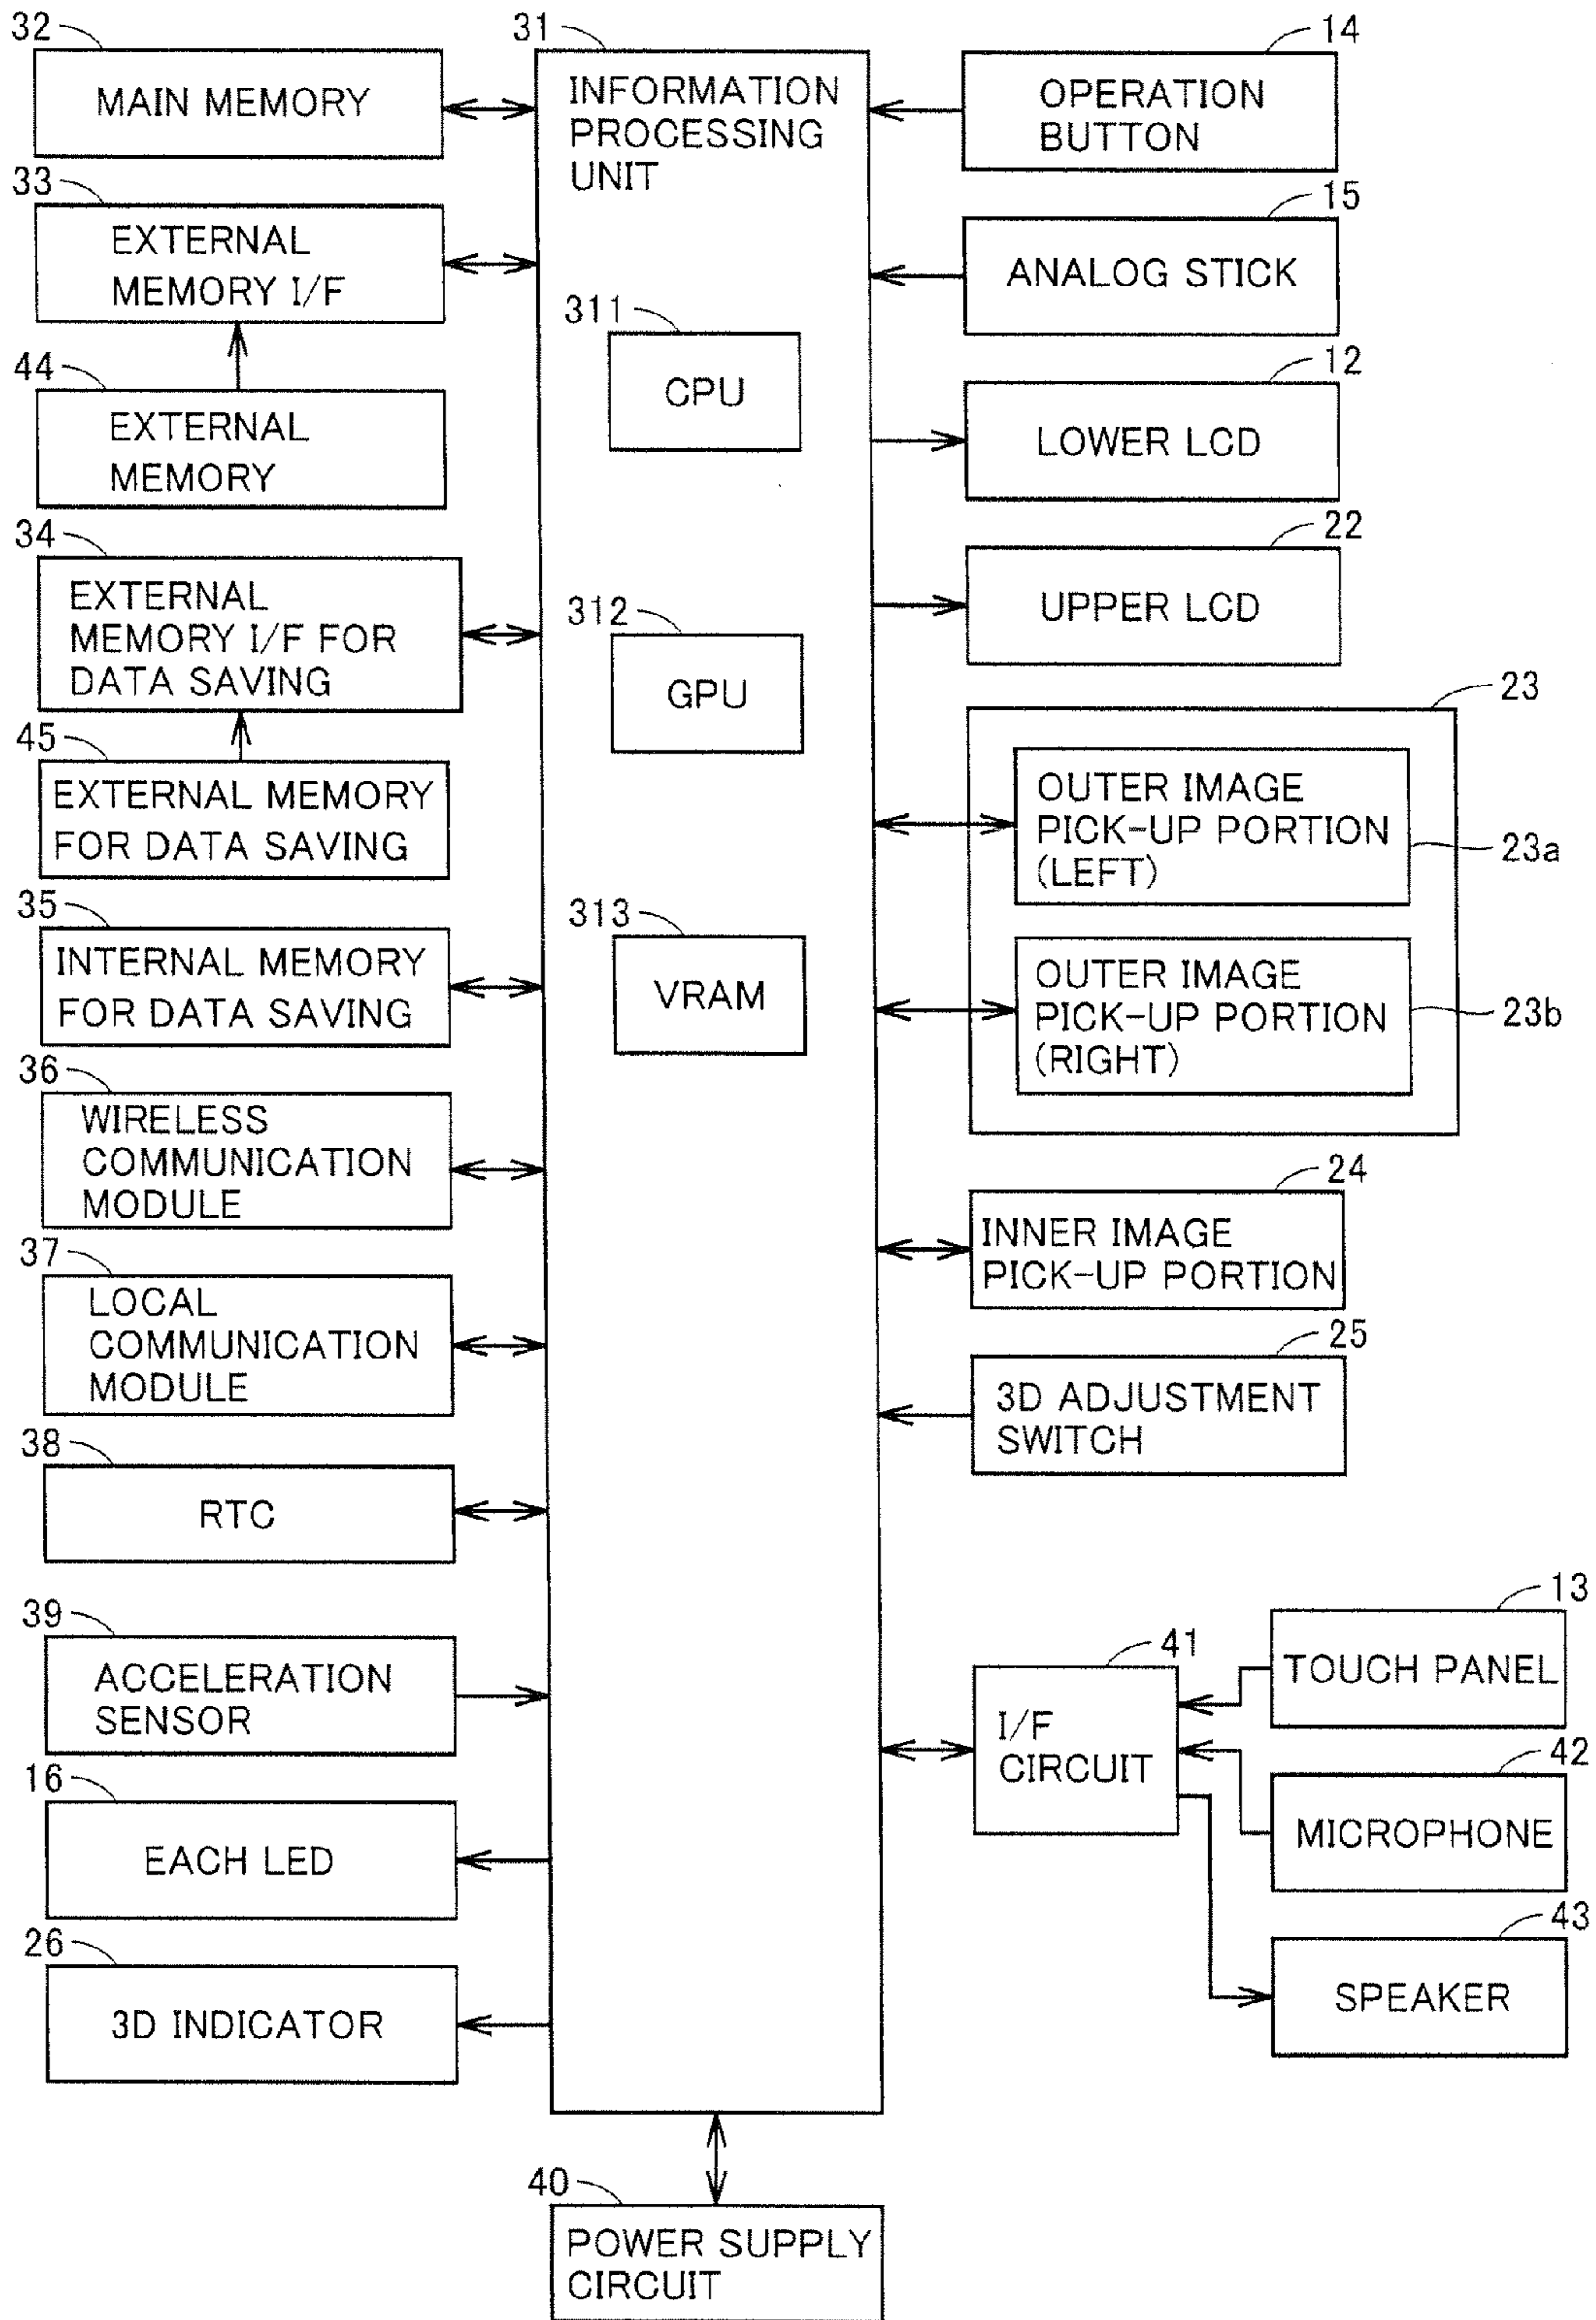 32
MAIN MEMORY
33
EXTERNAL
MEMORY I/F
44
EXTERNAL
MEMORY
34
EXTERNAL
MEMORY I/F FOR
DATA SAVING
45
EXTERNAL MEMORY
FOR DATA SAVING
35
INTERNAL MEMORY
FOR DATA SAVING
36
WIRELESS
COMMUNICATION
MODULE
37
LOCAL
COMMUNICATION
MODULE
38
RTC
39
ACCELERATION
SENSOR
16
EACH LED
26
3D INDICATOR
31
INFORMATION
PROCESSING
UNIT
311
CPU
312
GPU
313
VRAM
40
POWER SUPPLY
CIRCUIT
14
OPERATION
BUTTON
15
ANALOG STICK
12
LOWER LCD
22
UPPER LCD
23
OUTER IMAGE
PICK-UP PORTION
(LEFT)
23a
OUTER IMAGE
PICK-UP PORTION
(RIGHT)
23b
24
INNER IMAGE
PICK-UP PORTION
25
3D ADJUSTMENT
SWITCH
41
I/F
CIRCUIT
13
TOUCH PANEL
42
MICROPHONE
43
SPEAKER